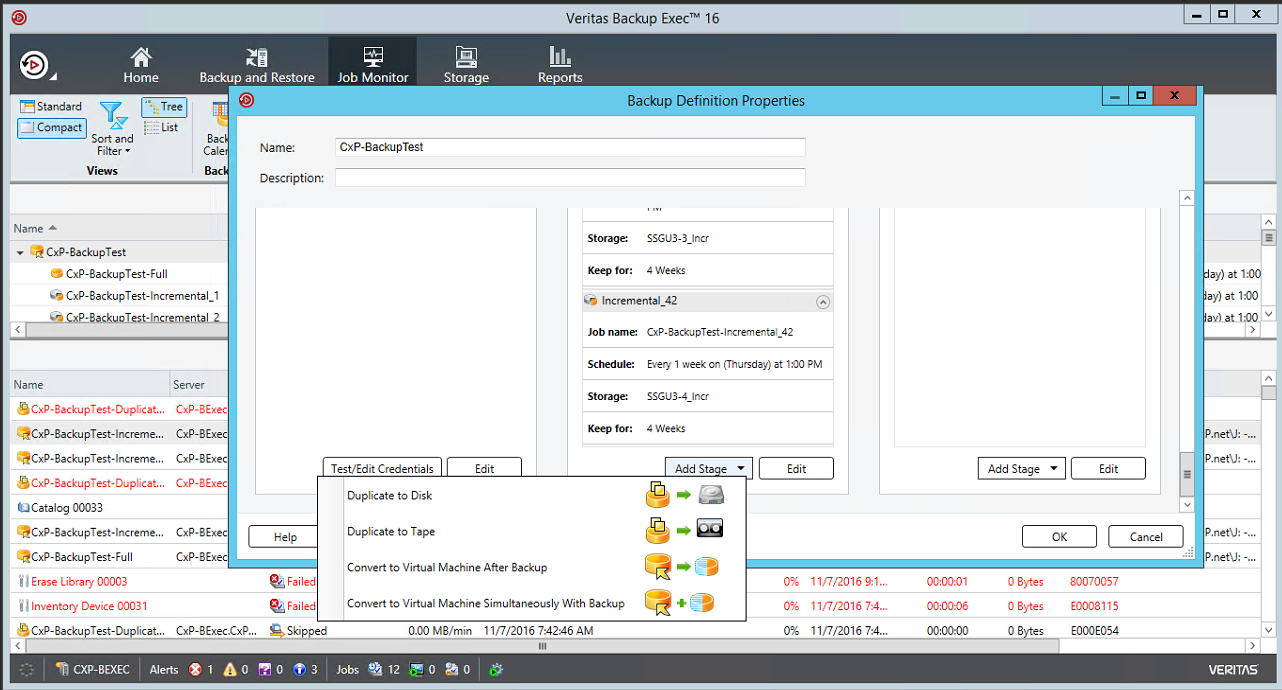 Veritas Backup Exec™ 16
Home
Backup and Restore
Job Monitor
Storage
Reports
Standard
Compact
Sort and Filter
Tree
List
Views
Backup Definition Properties
Name:
CxP-BackupTest
Description:
Name
CxP-BackupTest
CxP-BackupTest-Full
CxP-BackupTest-Incremental_1
CxP-BackupTest-Incremental_2
day) at 1:00
day) at 1:00
day) at 1:00
PM
Storage: SSGU3-3_Incr
Keep for: 4 Weeks
Incremental_42
Job name: CxP-BackupTest-Incremental_42
Schedule: Every 1 week on (Thursday) at 1:00 PM
Storage: SSGU3-4_Incr
Keep for: 4 Weeks
Test/Edit Credentials
Edit
Add Stage
Edit
Add Stage
Edit
Duplicate to Disk
Duplicate to Tape
Convert to Virtual Machine After Backup
Convert to Virtual Machine Simultaneously With Backup
Help
OK
Cancel
Name Server
CxP-BackupTest-Duplicat... CxP-BExec
CxP-BackupTest-Increme... CxP-BExec P.net\J: -...
CxP-BackupTest-Increme... CxP-BExec P.net\J: -...
CxP-BackupTest-Duplicat... CxP-BExec
Catalog 00033
CxP-BackupTest-Increme... CxP-BExec P.net\J: -...
CxP-BackupTest-Full CxP-BExec P.net\J: -...
Erase Library 00003 Failed 0% 11/7/2016 9:1... 00:00:01 0 Bytes 80070057
Inventory Device 00031 Failed 0% 11/7/2016 7:4... 00:00:06 0 Bytes E0008115
CxP-BackupTest-Duplicat... CxP-BExec.CxP... Skipped 0.00 MB/min 11/7/2016 7:42:46 AM 0% 11/7/2016 7:4... 00:00:00 0 Bytes E000E054
CXP-BEXEC Alerts 1 0 0 3 Jobs 12 0 0 VERITAS